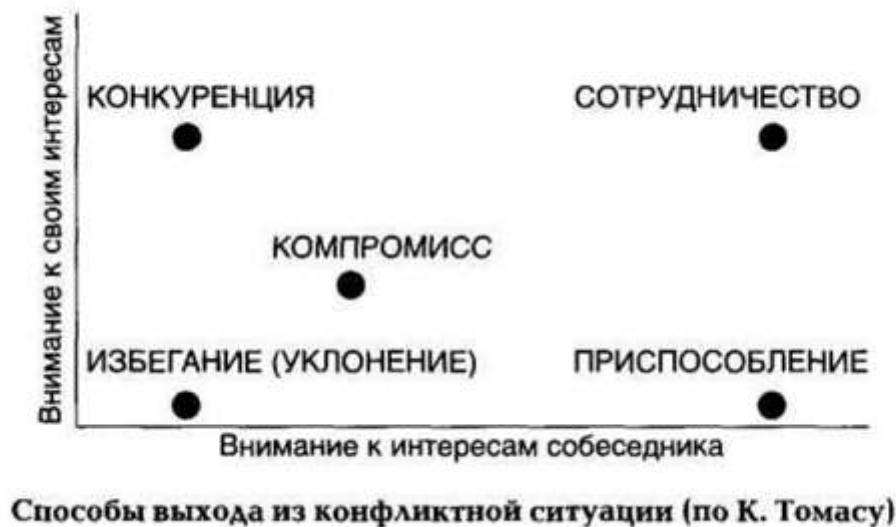 Внимание к своим интересам
КОНКУРЕНЦИЯ
СОТРУДНИЧЕСТВО
КОМПРОМИСС
ИЗБЕГАНИЕ (УКЛОНЕНИЕ)
ПРИСПОСОБЛЕНИЕ
Внимание к интересам собеседника
Способы выхода из конфликтной ситуации (по К. Томасу)